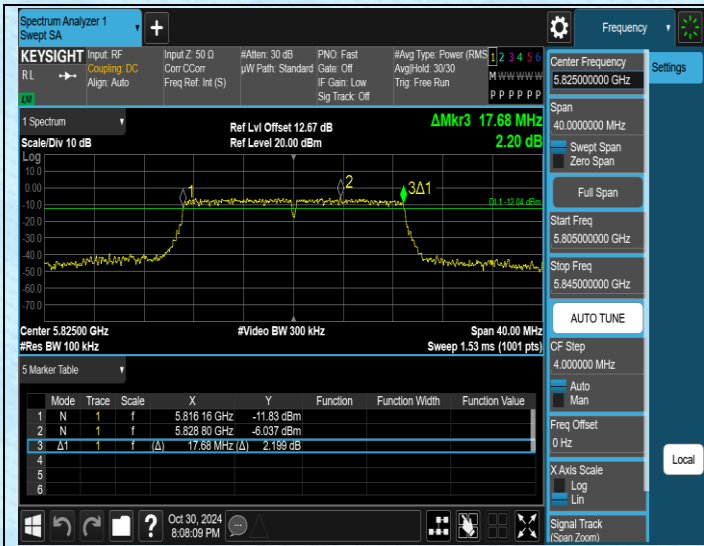 Spectrum Analyzer 1
Swept SA
+
Frequency
KEYSIGHT
RL
LXI
Input: RF
Coupling: DC
Align: Auto
Input Z: 50 Ω
Corr CCorr
Freq Ref: Int (S)
#Atten: 30 dB
µW Path: Standard
PNO: Fast
Gate: Off
IF Gain: Low
Sig Track: Off
#Avg Type: Power (RMS
Avg|Hold: 30/30
Trig: Free Run
1 2 3 4 5 6
M W W W W W
P P P P P P
1 Spectrum
Scale/Div 10 dB
Ref Lvl Offset 12.67 dB
Ref Level 20.00 dBm
ΔMkr3 17.68 MHz
2.20 dB
Log
10.0
0.00
-10.0
-20.0
-30.0
-40.0
-50.0
-60.0
-70.0
1
2
3Δ1
DL1 -12.04 dBm
Center 5.82500 GHz
#Res BW 100 kHz
#Video BW 300 kHz
Span 40.00 MHz
Sweep 1.53 ms (1001 pts)
5 Marker Table
Mode Trace Scale X Y Function Function Width Function Value
1 N 1 f 5.816 16 GHz -11.83 dBm
2 N 1 f 5.828 80 GHz -6.037 dBm
3 Δ1 1 f (Δ) 17.68 MHz (Δ) 2.199 dB
4
5
6
Oct 30, 2024
8:08:09 PM
?
Center Frequency
5.825000000 GHz
Span
40.0000000 MHz
Swept Span
Zero Span
Full Span
Start Freq
5.805000000 GHz
Stop Freq
5.845000000 GHz
AUTO TUNE
CF Step
4.000000 MHz
Auto
Man
Freq Offset
0 Hz
X Axis Scale
Log
Lin
Signal Track
(Span Zoom)
Settings
Local